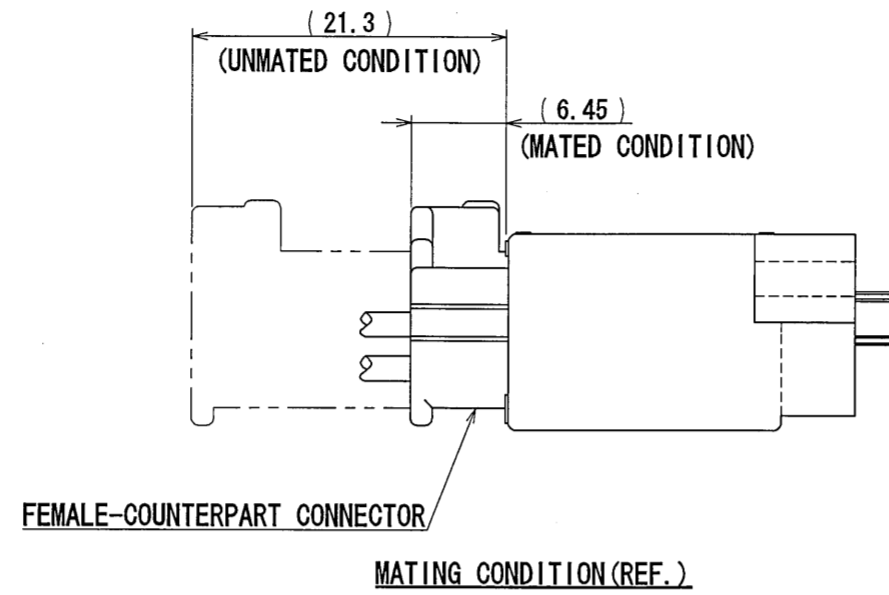 ( 21.3 )
(UNMATED CONDITION)
( 6.45 )
(MATED CONDITION)
FEMALE-COUNTERPART CONNECTOR
MATING CONDITION(REF.)